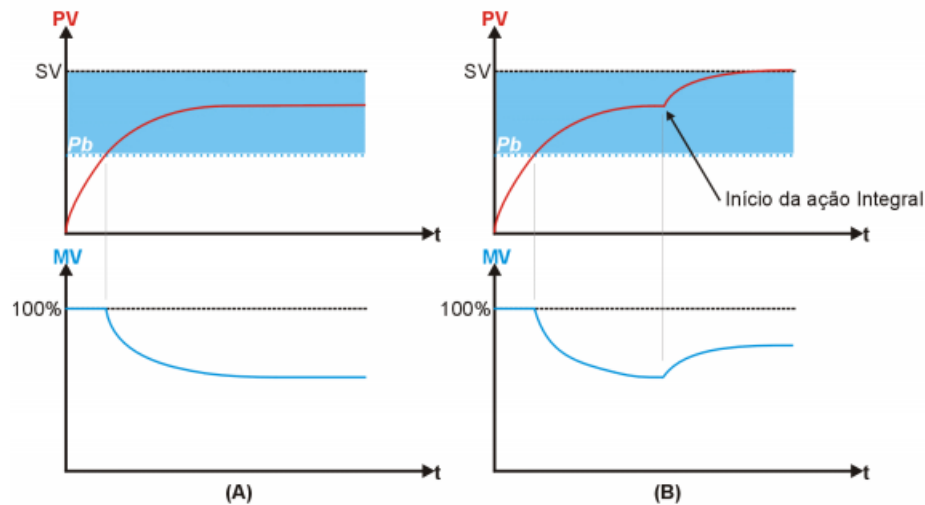 PV
SV
Pb
t
MV
100%
t
(A)
PV
SV
Pb
Início da ação Integral
t
MV
100%
t
(B)